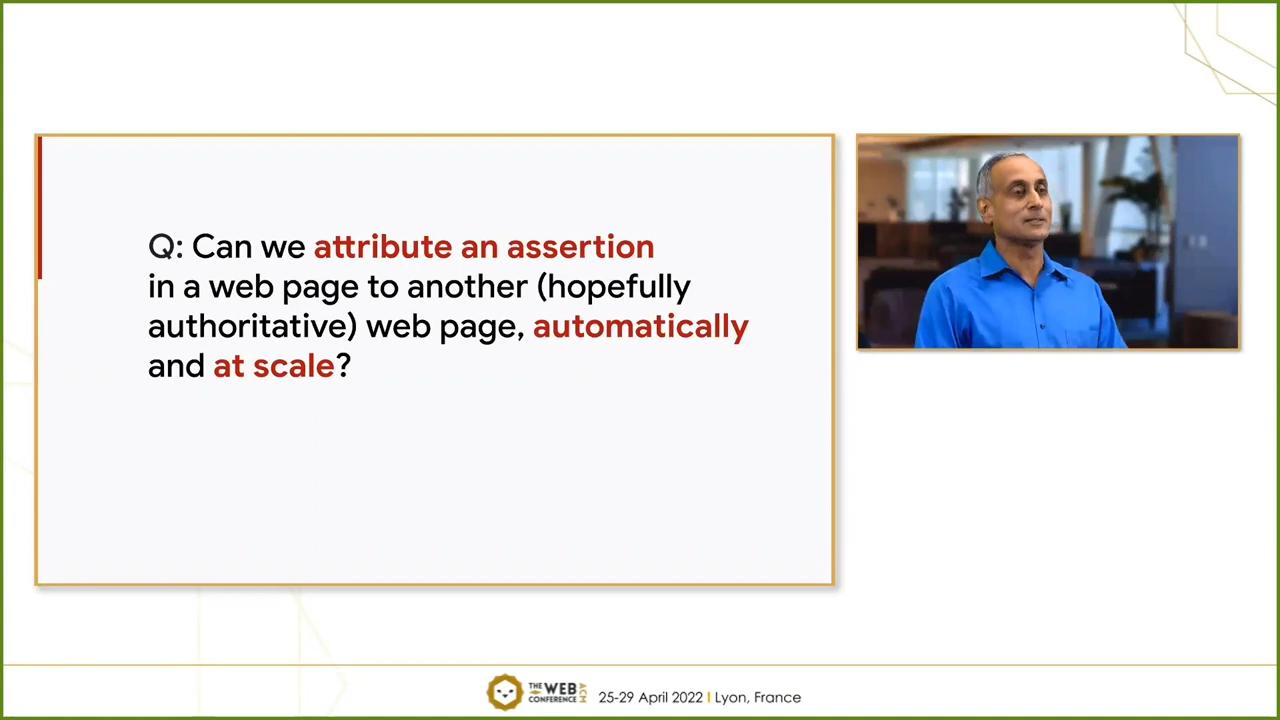 Q: Can we attribute an assertion
in a web page to another (hopefully
authoritative) web page, automatically
and at scale?
THE WEB CONFERENCE ACM
25-29 April 2022 | Lyon, France